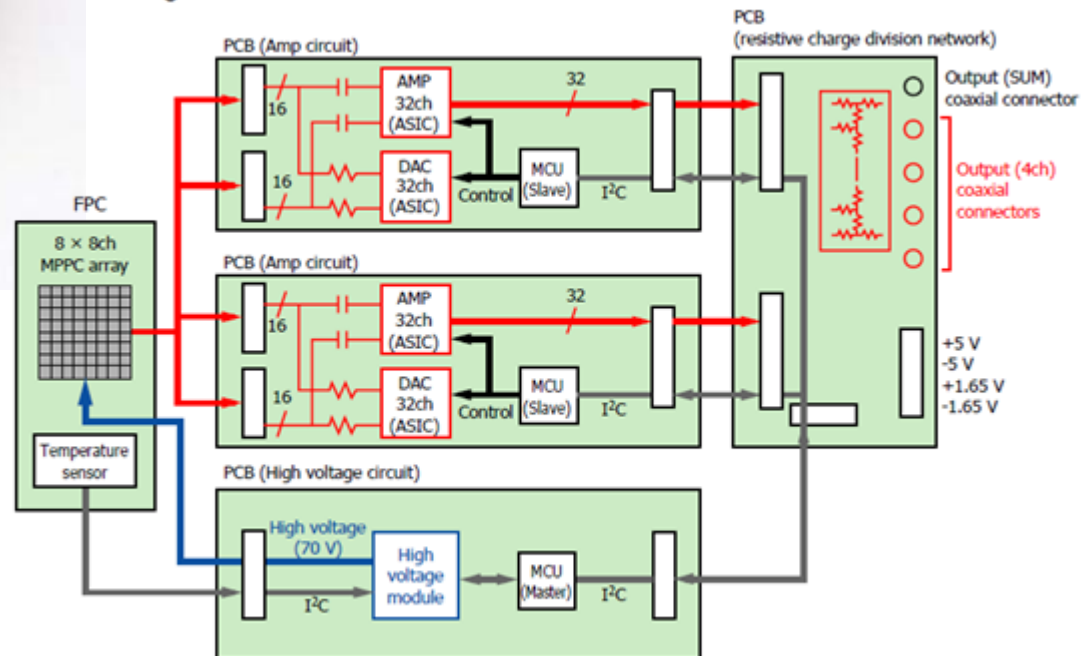 PCB (Amp circuit)
16
16
AMP
32ch
(ASIC)
DAC
32ch
(ASIC)
Control
MCU
(Slave)
I²C
32
PCB
(resistive charge division network)
Output (SUM)
coaxial connector
Output (4ch)
coaxial
connectors
+5 V
-5 V
+1.65 V
-1.65 V
FPC
8 × 8ch
MPPC array
Temperature
sensor
PCB (Amp circuit)
16
16
AMP
32ch
(ASIC)
DAC
32ch
(ASIC)
Control
MCU
(Slave)
I²C
32
PCB (High voltage circuit)
High voltage
(70 V)
I²C
High
voltage
module
MCU
(Master)
I²C